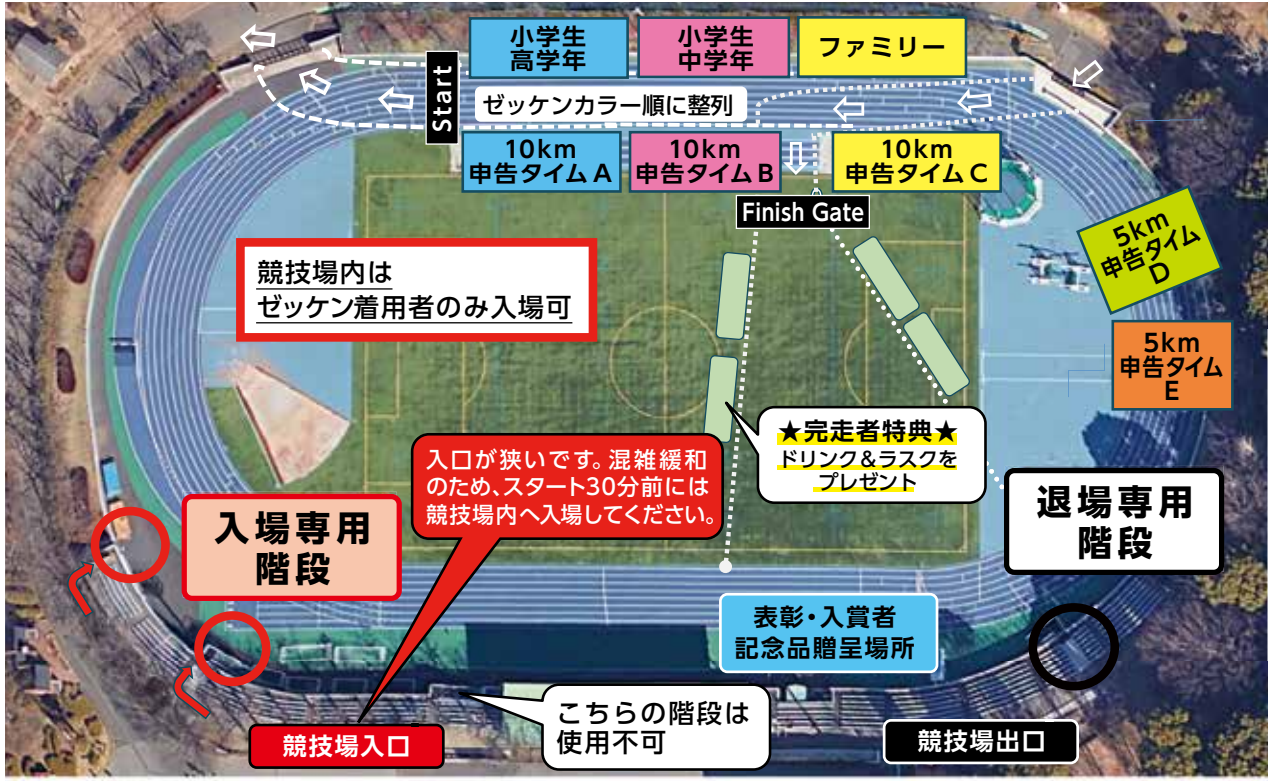 小学生
高学年
小学生
中学年
ファミリー
Start
ゼッケンカラー順に整列
10km
申告タイム A
10km
申告タイム B
10km
申告タイム C
Finish Gate
5km
申告タイム
D
5km
申告タイム
E
競技場内は
ゼッケン着用者のみ入場可
★完走者特典★
ドリンク&ラスクを
プレゼント
入口が狭いです。混雑緩和
のため、スタート30分前には
競技場内へ入場してください。
入場専用
階段
退場専用
階段
表彰・入賞者
記念品贈呈場所
こちらの階段は
使用不可
競技場入口
競技場出口